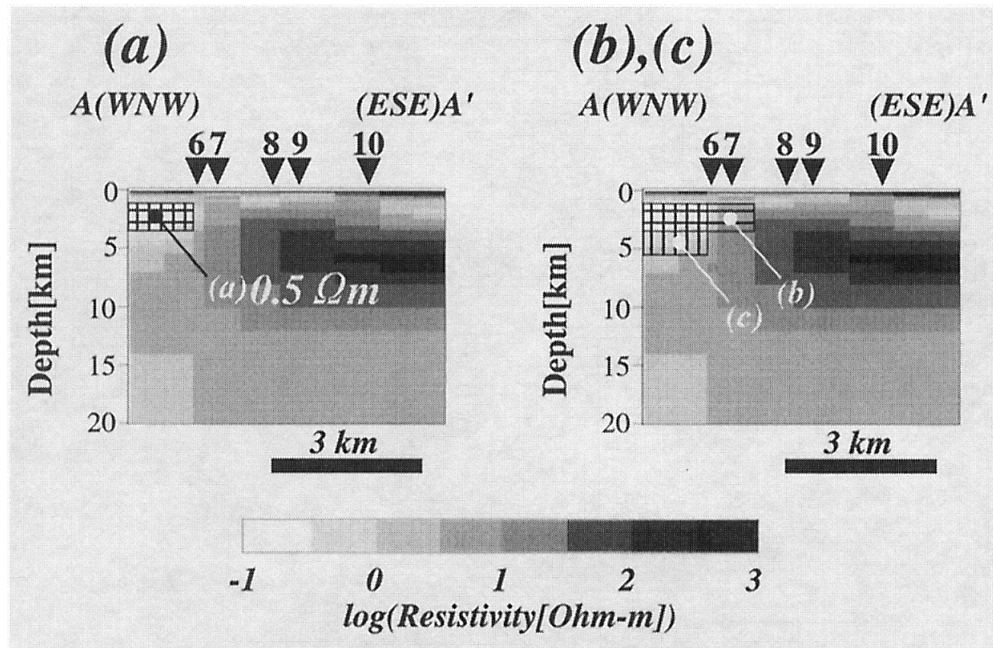 (a)
(b),(c)
A(WNW) (ESE)A'
A(WNW) (ESE)A'
6 7 8 9 10
6 7 8 9 10
Depth[km]
0
5
10
15
20
(a) 0.5 Ωm
3 km
Depth[km]
0
5
10
15
20
(b)
(c)
3 km
-1 0 1 2 3
log(Resistivity[Ohm-m])